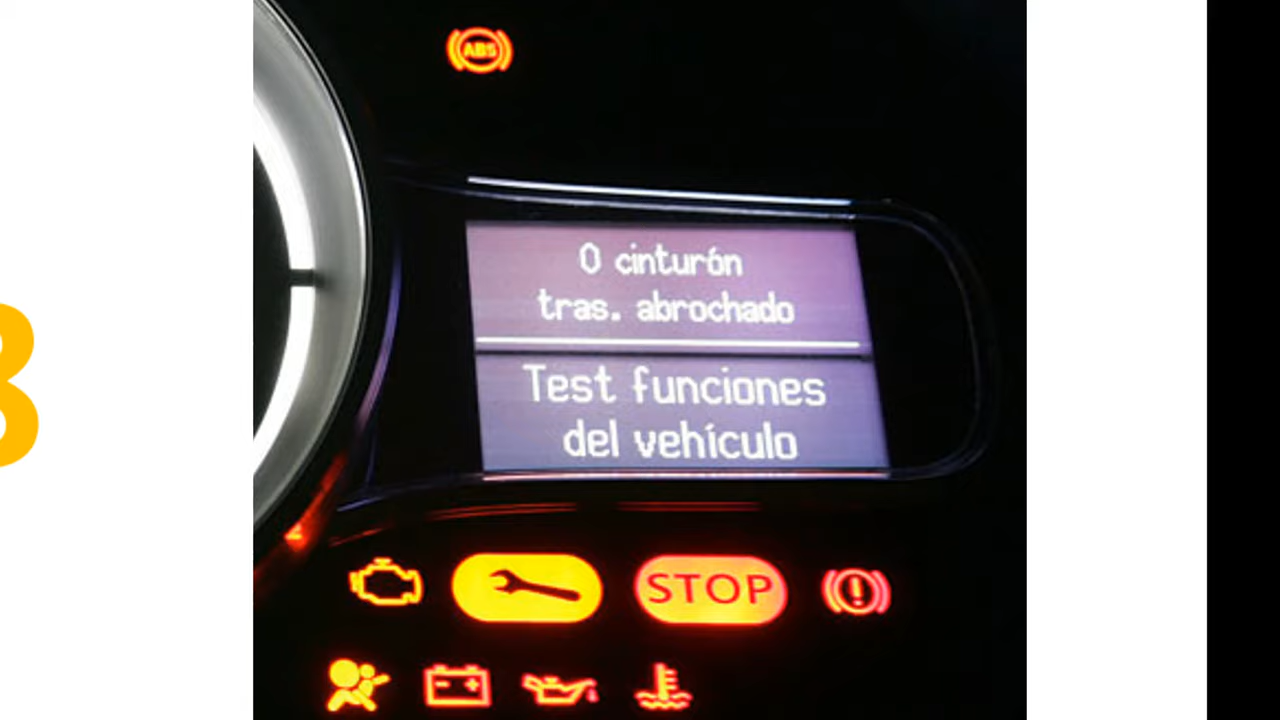 ABS
0 cinturón
tras. abrochado
Test funciones
del vehículo
STOP